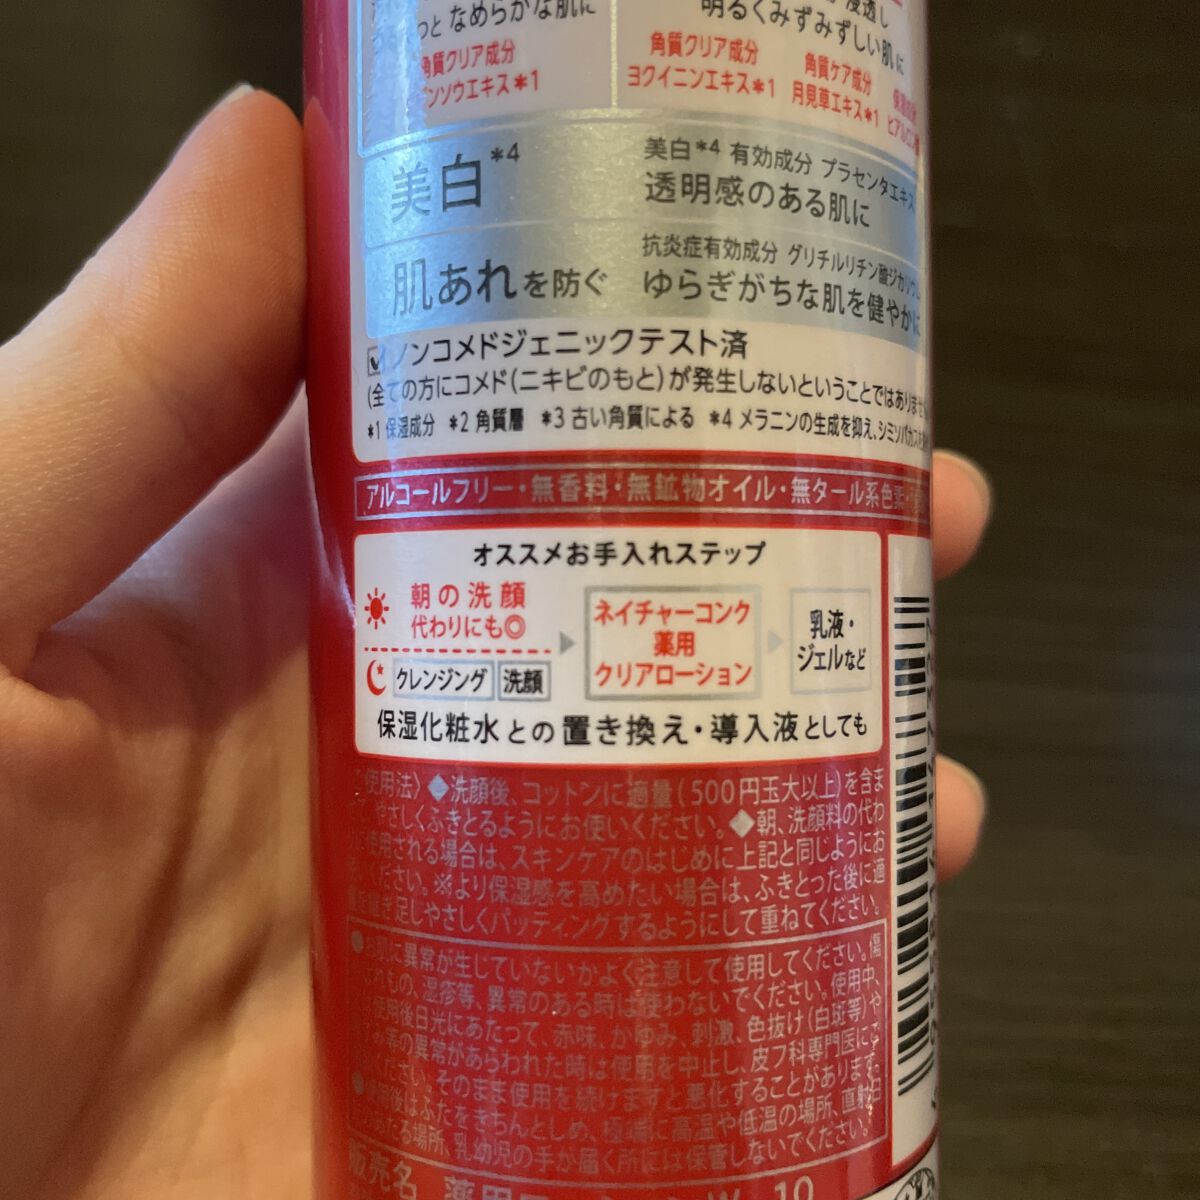 なめらかな肌に
浸透し
明るくみずみずしい肌に
角質クリア成分
ンソウエキス*1
角質クリア成分
ヨクイニンエキス*1
角質ケア成分
月見草エキス*1
美白*4
美白*4 有効成分 プラセンタエキス
透明感のある肌に
肌あれを防ぐ
抗炎症有効成分 グリチルリチン酸ジカリウム
ゆらぎがちな肌を健やかに
ノンコメドジェニックテスト済
(全ての方にコメド(ニキビのもと)が発生しないということではありませ
*1 保湿成分 *2 角質層 *3 古い角質による *4 メラニンの生成を抑え、シミソバカスを
アルコールフリー・無香料・無鉱物オイル・無タール系色素
オススメお手入れステップ
朝の洗顔
代わりにも◎
クレンジング 洗顔
ネイチャーコンク
薬用
クリアローション
乳液・
ジェルなど
保湿化粧水との置き換え・導入液としても
使用法〉◆洗顔後、コットンに適量(500円玉大以上)を含ま
やさしくふきとるようにお使いください。◆朝、洗顔料の代わ
に使用される場合は、スキンケアのはじめに上記と同じようにお
ください。※より保湿感を高めたい場合は、ふきとった後に適
継ぎ足しやさしくパッティングするようにして重ねてください。
●お肌に異常が生じていないかよく注意して使用してください。傷
これもの、湿疹等、異常のある時は使わないでください。使用中、
は使用後日光にあたって、赤味、かゆみ、刺激、色抜け(白斑等)や
異常があらわれた時は使用を中止し、皮フ科専門医にご
ください。そのまま使用を続けますと悪化することがあります。
●使用後はふたをきちんとしめ、極端に高温や低温の場所、直射日
あたる場所、乳幼児の手が届く所には保管しないでください。
販売名